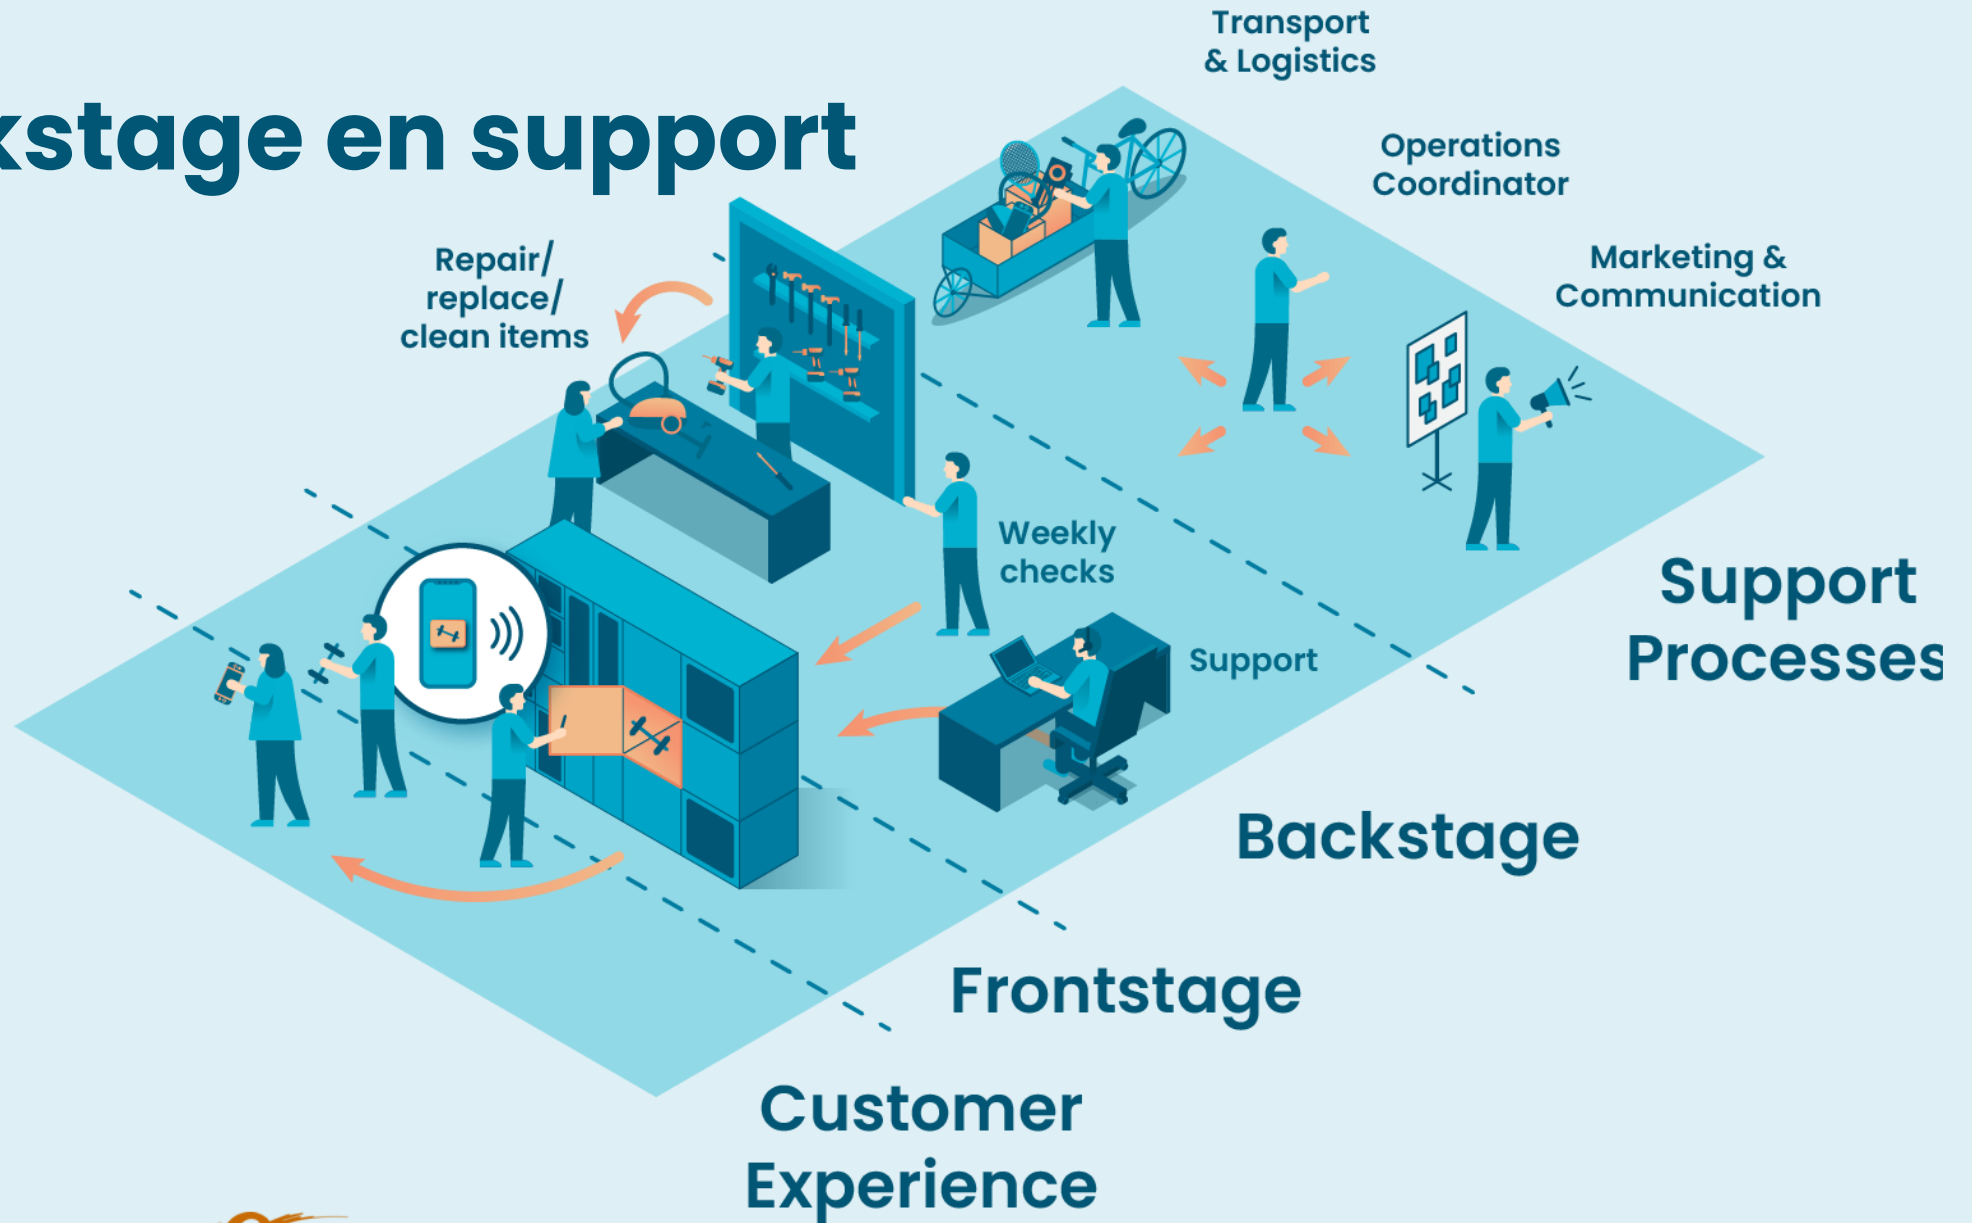 Transport
& Logistics
kstage en support
Operations
Coordinator
Repair/
replace/
clean items
Marketing &
Communication
Weekly
checks
Support
Support
Processes
Backstage
Frontstage
Customer
Experience